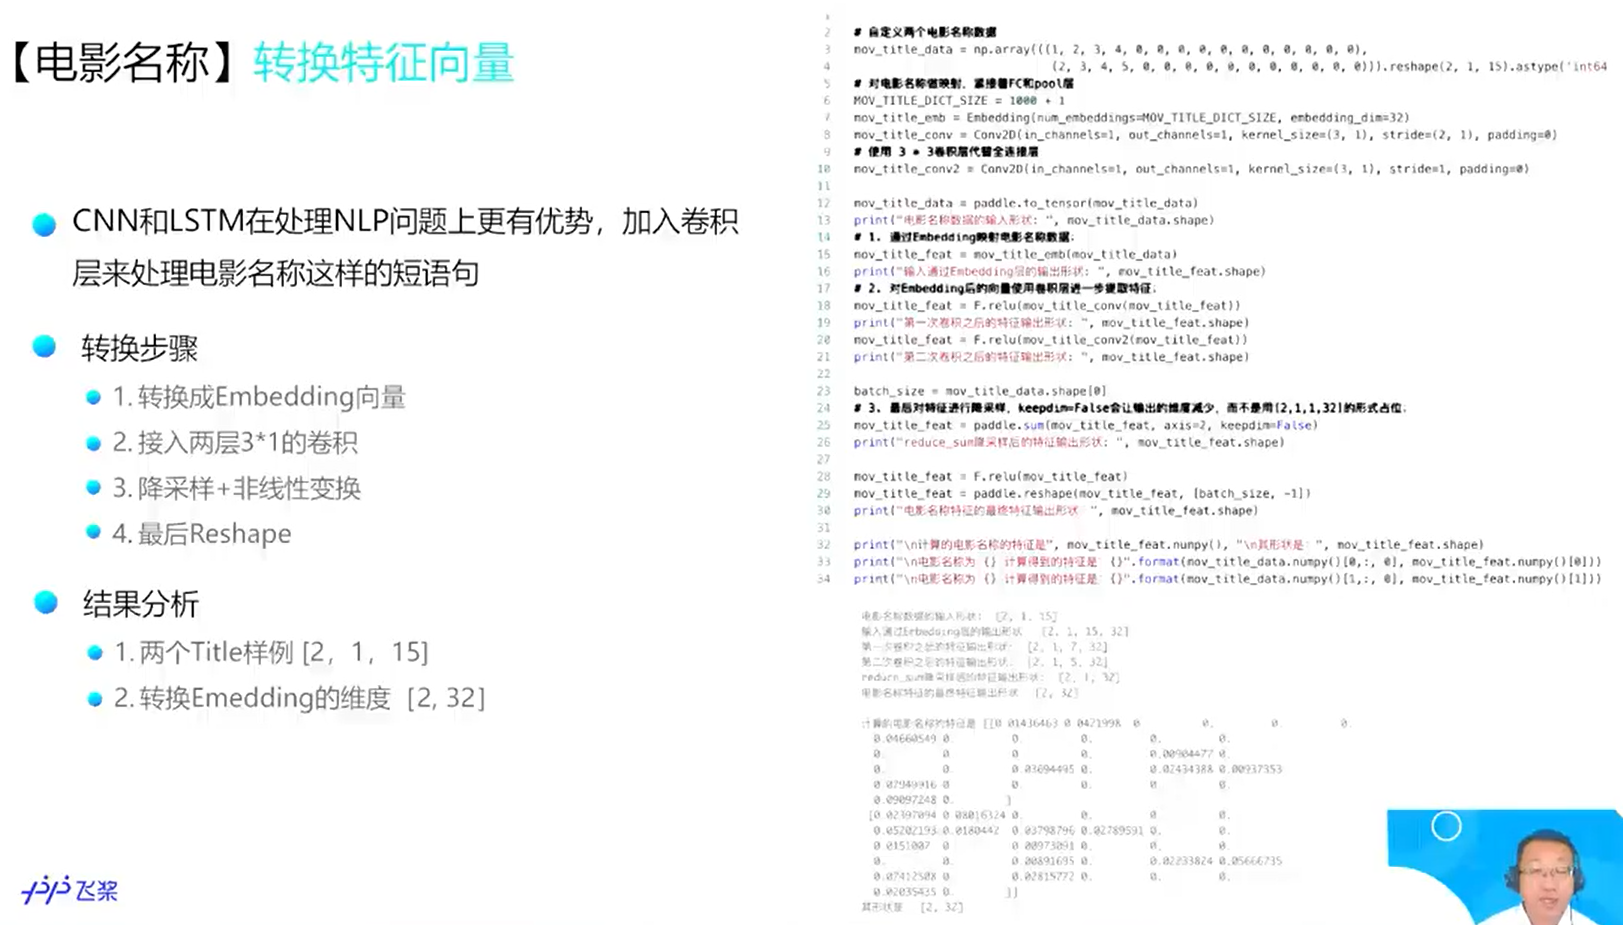 【电影名称】转换特征向量
CNN和LSTM在处理NLP问题上更有优势，加入卷积
层来处理电影名称这样的短语句
转换步骤
1. 转换成Embedding向量
2. 接入两层3*1的卷积
3. 降采样+非线性变换
4. 最后Reshape
结果分析
1. 两个Title样例 [2，1，15]
2. 转换Emedding的维度 [2, 32]
飞桨
1
2 # 自定义两个电影名称数据
3 mov_title_data = np.array(((1, 2, 3, 4, 0, 0, 0, 0, 0, 0, 0, 0, 0, 0, 0),
4 (2, 3, 4, 5, 0, 0, 0, 0, 0, 0, 0, 0, 0, 0, 0))).reshape(2, 1, 15).astype('int64
5 # 对电影名称做映射，紧接着FC和pool层
6 MOV_TITLE_DICT_SIZE = 1000 + 1
7 mov_title_emb = Embedding(num_embeddings=MOV_TITLE_DICT_SIZE, embedding_dim=32)
8 mov_title_conv = Conv2D(in_channels=1, out_channels=1, kernel_size=(3, 1), stride=(2, 1), padding=0)
9 # 使用 3 * 3卷积层代替全连接层
10 mov_title_conv2 = Conv2D(in_channels=1, out_channels=1, kernel_size=(3, 1), stride=1, padding=0)
11
12 mov_title_data = paddle.to_tensor(mov_title_data)
13 print("电影名称数据的输入形状: ", mov_title_data.shape)
14 # 1. 通过Embedding映射电影名称数据;
15 mov_title_feat = mov_title_emb(mov_title_data)
16 print("输入通过Embedding层的输出形状: ", mov_title_feat.shape)
17 # 2. 对Embedding后的向量使用卷积层进一步提取特征;
18 mov_title_feat = F.relu(mov_title_conv(mov_title_feat))
19 print("第一次卷积之后的特征输出形状: ", mov_title_feat.shape)
20 mov_title_feat = F.relu(mov_title_conv2(mov_title_feat))
21 print("第二次卷积之后的特征输出形状: ", mov_title_feat.shape)
22
23 batch_size = mov_title_data.shape[0]
24 # 3. 最后对特征进行降采样, keepdim=False会让输出的维度减少, 而不是用[2,1,1,32]的形式占位;
25 mov_title_feat = paddle.sum(mov_title_feat, axis=2, keepdim=False)
26 print("reduce_sum降采样后的特征输出形状: ", mov_title_feat.shape)
27
28 mov_title_feat = F.relu(mov_title_feat)
29 mov_title_feat = paddle.reshape(mov_title_feat, [batch_size, -1])
30 print("电影名称特征的最终特征输出形状: ", mov_title_feat.shape)
31
32 print("\n计算的电影名称的特征是", mov_title_feat.numpy(), "\n其形状是: ", mov_title_feat.shape)
33 print("\n电影名称为 {} 计算得到的特征是: {}".format(mov_title_data.numpy()[0,:, 0], mov_title_feat.numpy()[0]))
34 print("\n电影名称为 {} 计算得到的特征是: {}".format(mov_title_data.numpy()[1,:, 0], mov_title_feat.numpy()[1]))
电影名称数据的输入形状: [2, 1, 15]
输入通过Embedding层的输出形状: [2, 1, 15, 32]
第一次卷积之后的特征输出形状: [2, 1, 7, 32]
第二次卷积之后的特征输出形状: [2, 1, 5, 32]
reduce_sum降采样后的特征输出形状: [2, 1, 32]
电影名称特征的最终特征输出形状: [2, 32]
计算的电影名称的特征是 [[0.01436463 0.0421998 0. 0. 0. 0.
0.04660549 0. 0. 0. 0. 0.
0. 0. 0. 0. 0.00904477 0.
0. 0. 0.03694495 0. 0.02434388 0.00937353
0.07949916 0. 0. 0. 0. 0.
0.09097248 0. ]
[0.02397094 0.08016324 0. 0. 0. 0.
0.05202193 0.0180442 0.03798796 0.02789591 0. 0.
0.0151007 0. 0.00973091 0. 0. 0.
0. 0. 0.00891695 0. 0.02233824 0.05666735
0.07412508 0. 0.02815772 0. 0. 0.
0.02035435 0. ]]
其形状是: [2, 32]